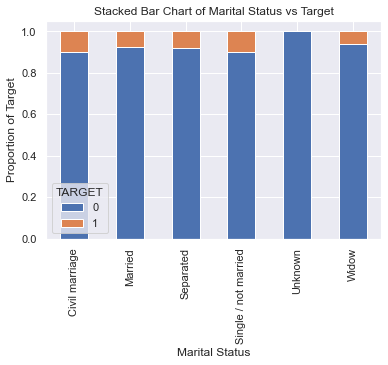 Stacked Bar Chart of Marital Status vs Target
Proportion of Target
1.0
0.8
0.6
0.4
0.2
0.0
TARGET
0
1
Civil marriage
Married
Separated
Single / not married
Unknown
Widow
Marital Status